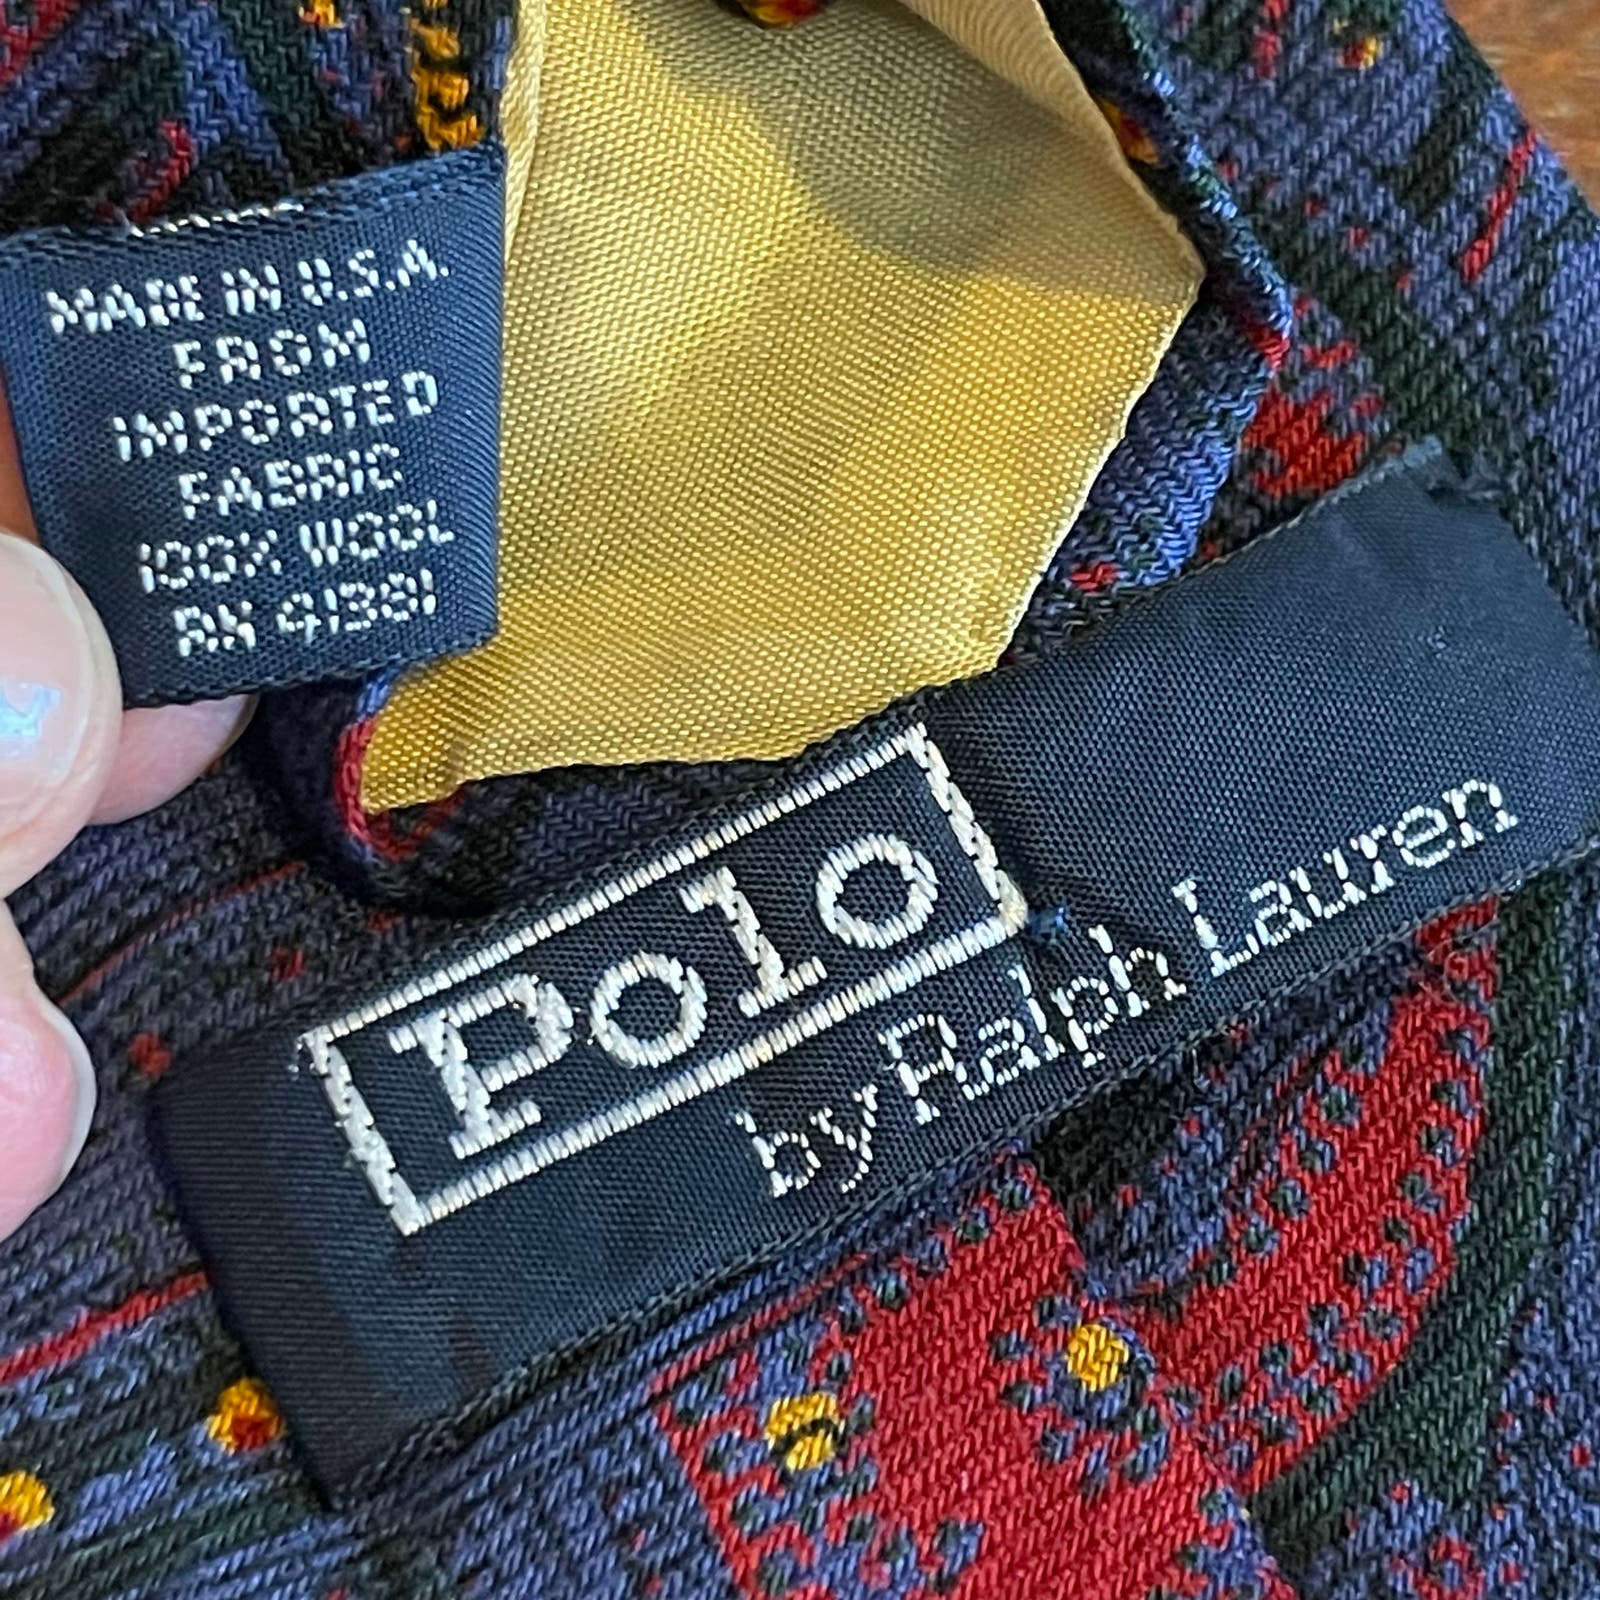 MADE IN U.S.A.
FROM
IMPORTED
FABRIC
100% WOOL
RN 41381
Polo
by Ralph Lauren